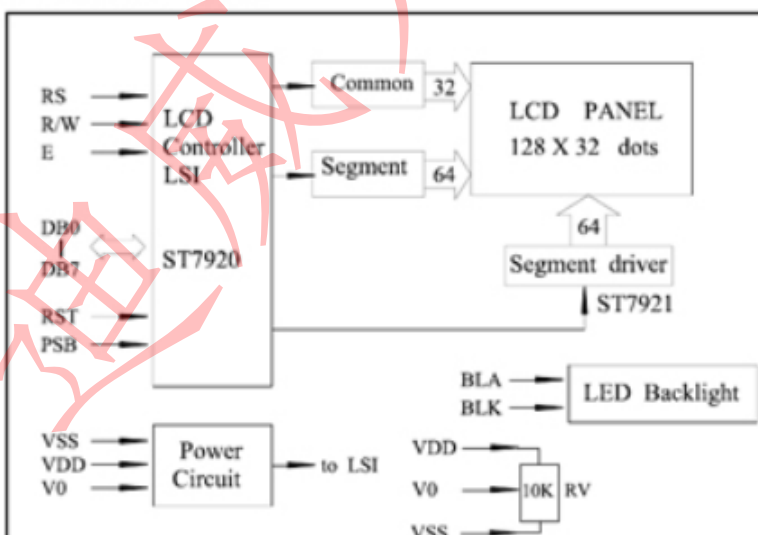 RS
R/W
E
DB0
DB7
RST
PSB
LCD
Controller
LSI
ST7920
Common
32
Segment
64
LCD PANEL
128 X 32 dots
64
Segment driver
ST7921
BLA
BLK
LED Backlight
VSS
VDD
V0
Power
Circuit
to LSI
VDD
V0
VSS
10K
RV